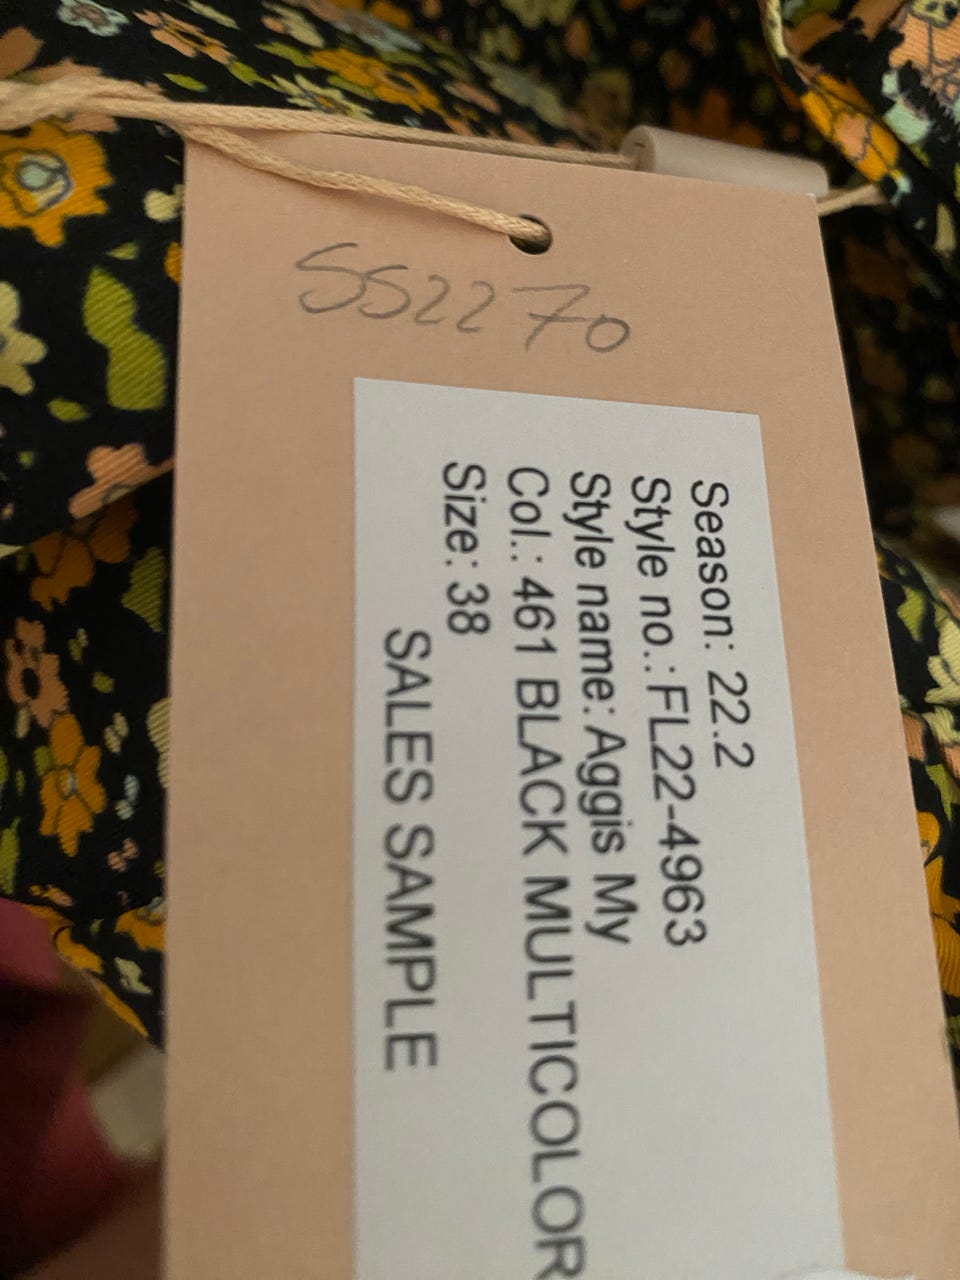 SS2270
Season: 22.2
Style no.: FL22-4963
Style name: Aggis My
Col.: 461 BLACK MULTICOLOR
Size: 38
SALES SAMPLE